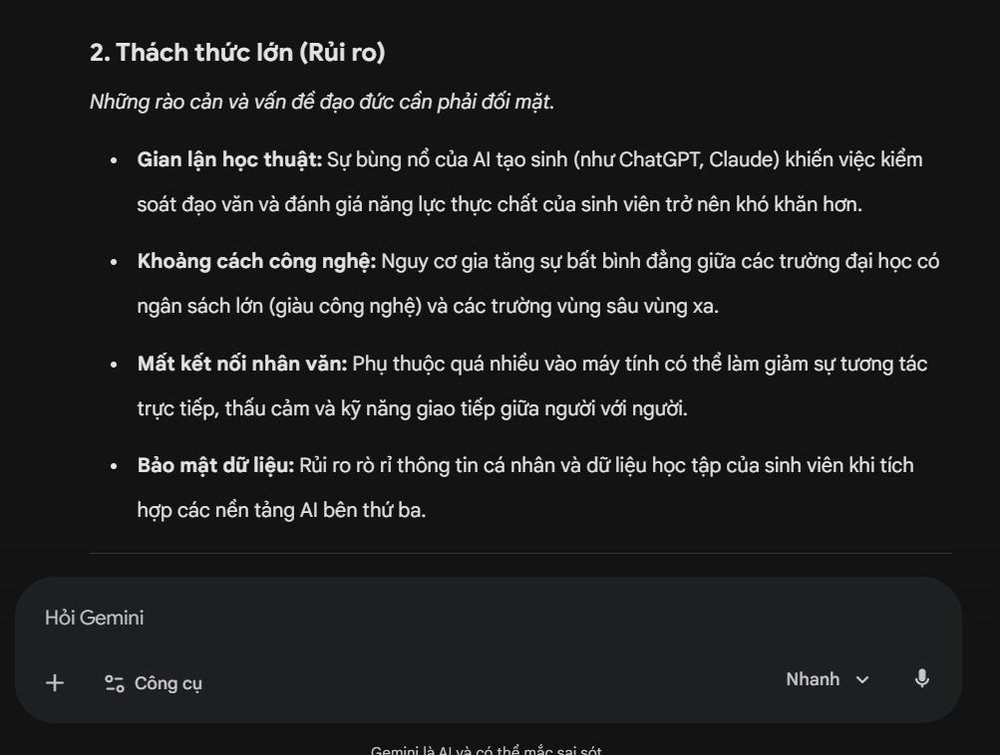 2. Thách thức lớn (Rủi ro)
Những rào cản và vấn đề đạo đức cần phải đối mặt.
Gian lận học thuật: Sự bùng nổ của AI tạo sinh (như ChatGPT, Claude) khiến việc kiểm
soát đạo văn và đánh giá năng lực thực chất của sinh viên trở nên khó khăn hơn.
Khoảng cách công nghệ: Nguy cơ gia tăng sự bất bình đẳng giữa các trường đại học có
ngân sách lớn (giàu công nghệ) và các trường vùng sâu vùng xa.
Mất kết nối nhân văn: Phụ thuộc quá nhiều vào máy tính có thể làm giảm sự tương tác
trực tiếp, thấu cảm và kỹ năng giao tiếp giữa người với người.
Bảo mật dữ liệu: Rủi ro rò rỉ thông tin cá nhân và dữ liệu học tập của sinh viên khi tích
hợp các nền tảng AI bên thứ ba.
Hỏi Gemini
Công cụ
Nhanh
Gemini là AI và có thể mắc sai sót.